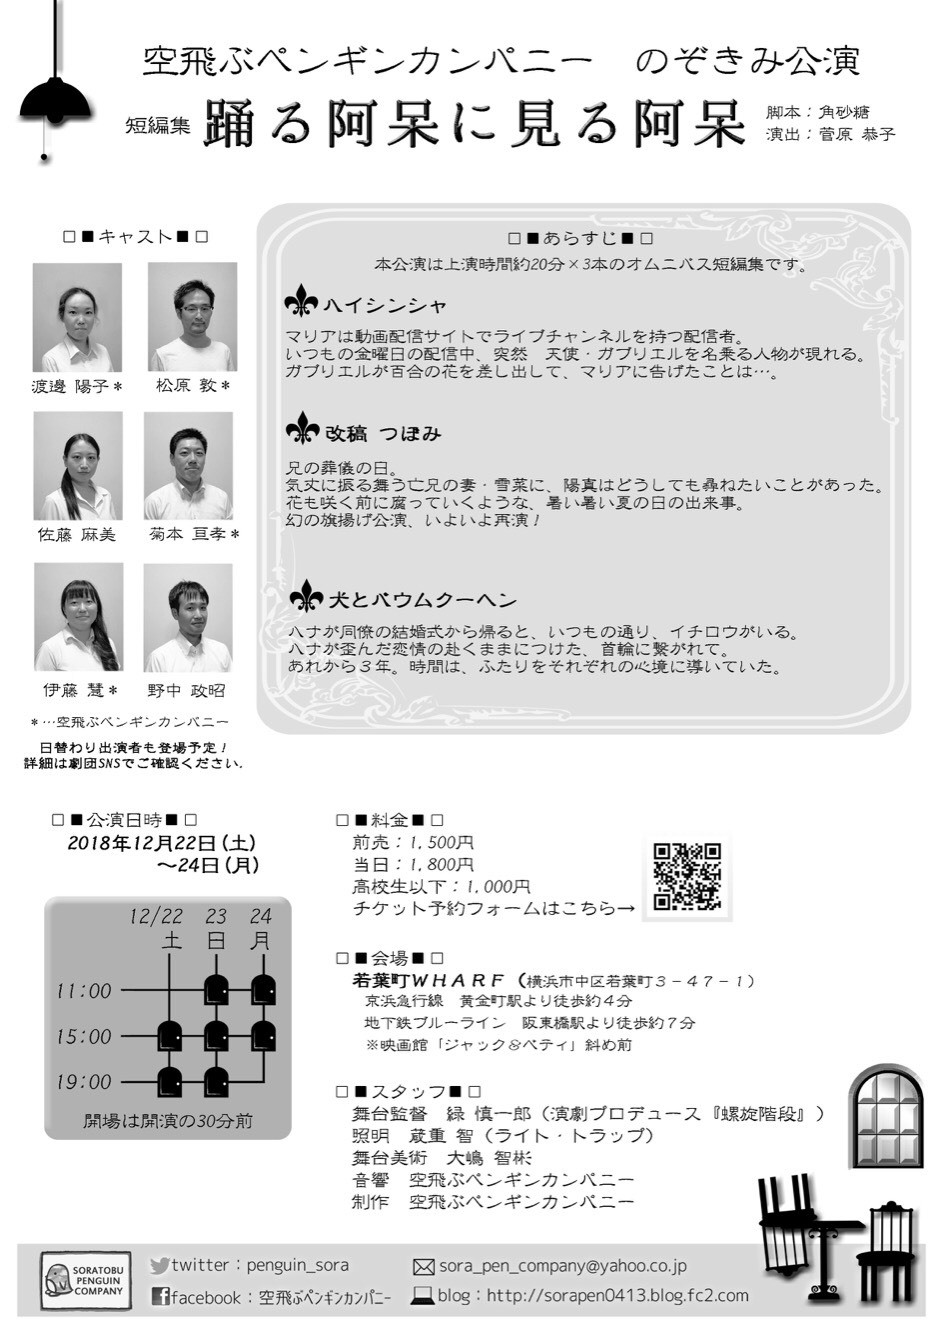 空飛ぶペンギンカンパニー　のぞきみ公演
短編集 踊る阿呆に見る阿呆
脚本：角砂糖
演出：菅原 恭子
□■キャスト■□
渡邉 陽子＊
松原 敦＊
佐藤 麻美
菊本 亘孝＊
伊藤 慧＊
野中 政昭
＊…空飛ぶペンギンカンパニー
日替わり出演者も登場予定！
詳細は劇団SNSでご確認ください。
□■あらすじ■□
本公演は上演時間約20分×3本のオムニバス短編集です。
ハイシンシャ
マリアは動画配信サイトでライブチャンネルを持つ配信者。
いつもの金曜日の配信中、突然　天使・ガブリエルを名乗る人物が現れる。
ガブリエルが百合の花を差し出して、マリアに告げたことは…。
改稿 つぼみ
兄の葬儀の日。
気丈に振る舞う亡兄の妻・雪菜に、陽真はどうしても尋ねたいことがあった。
花も咲く前に腐っていくような、暑い暑い夏の日の出来事。
幻の旗揚げ公演、いよいよ再演！
犬とバウムクーヘン
ハナが同僚の結婚式から帰ると、いつもの通り、イチロウがいる。
ハナが歪んだ恋情の赴くままにつけた、首輪に繋がれて。
あれから３年。時間は、ふたりをそれぞれの心境に導いていた。
□■公演日時■□
2018年12月22日(土)
～24日(月)
12/22 23 24
土 日 月
11:00
15:00
19:00
開場は開演の30分前
□■料金■□
前売：1,500円
当日：1,800円
高校生以下：1,000円
チケット予約フォームはこちら→
□■会場■□
若葉町ＷＨＡＲＦ（横浜市中区若葉町３－４７－１）
京浜急行線　黄金町駅より徒歩約４分
地下鉄ブルーライン　阪東橋駅より徒歩約７分
※映画館「ジャック＆ベティ」斜め前
□■スタッフ■□
舞台監督　緑 慎一郎（演劇プロデュース『螺旋階段』）
照明　蔵重 智（ライト・トラップ）
舞台美術　大嶋 智彬
音響　空飛ぶペンギンカンパニー
制作　空飛ぶペンギンカンパニー
SORATOBU
PENGUIN
COMPANY
twitter：penguin_sora
facebook：空飛ぶペンギンカンパニー
sora_pen_company@yahoo.co.jp
blog：http://sorapen0413.blog.fc2.com